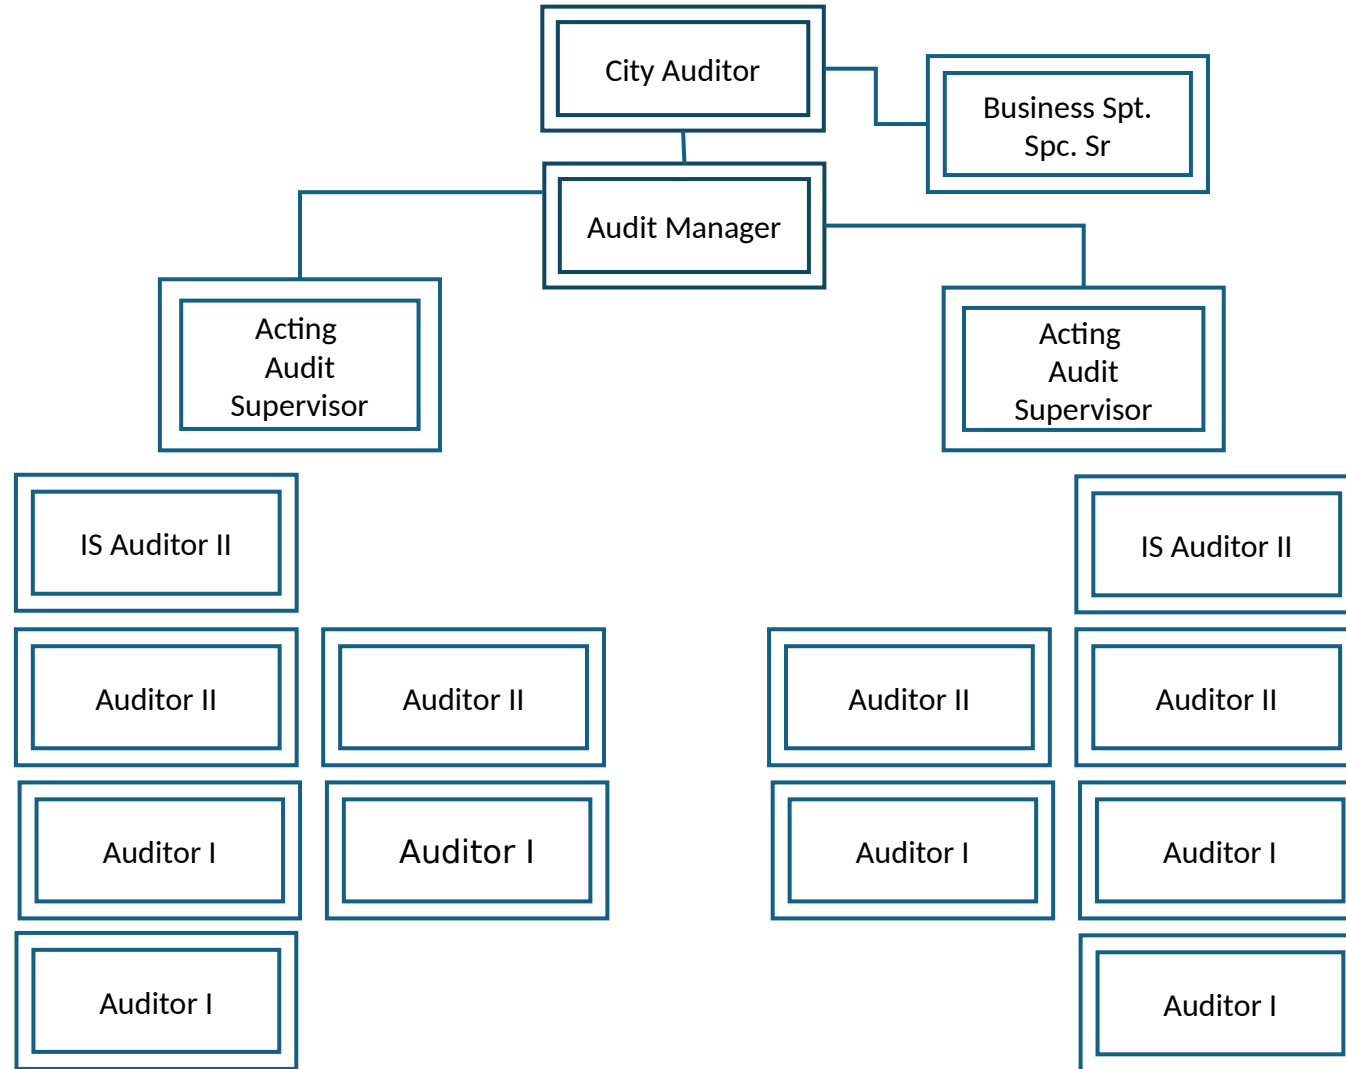 City Auditor
Business Spt.
Spc. Sr
Audit Manager
Acting
Audit
Supervisor
Acting
Audit
Supervisor
IS Auditor II
IS Auditor II
Auditor II
Auditor II
Auditor II
Auditor II
Auditor I
Auditor I
Auditor I
Auditor I
Auditor I
Auditor I